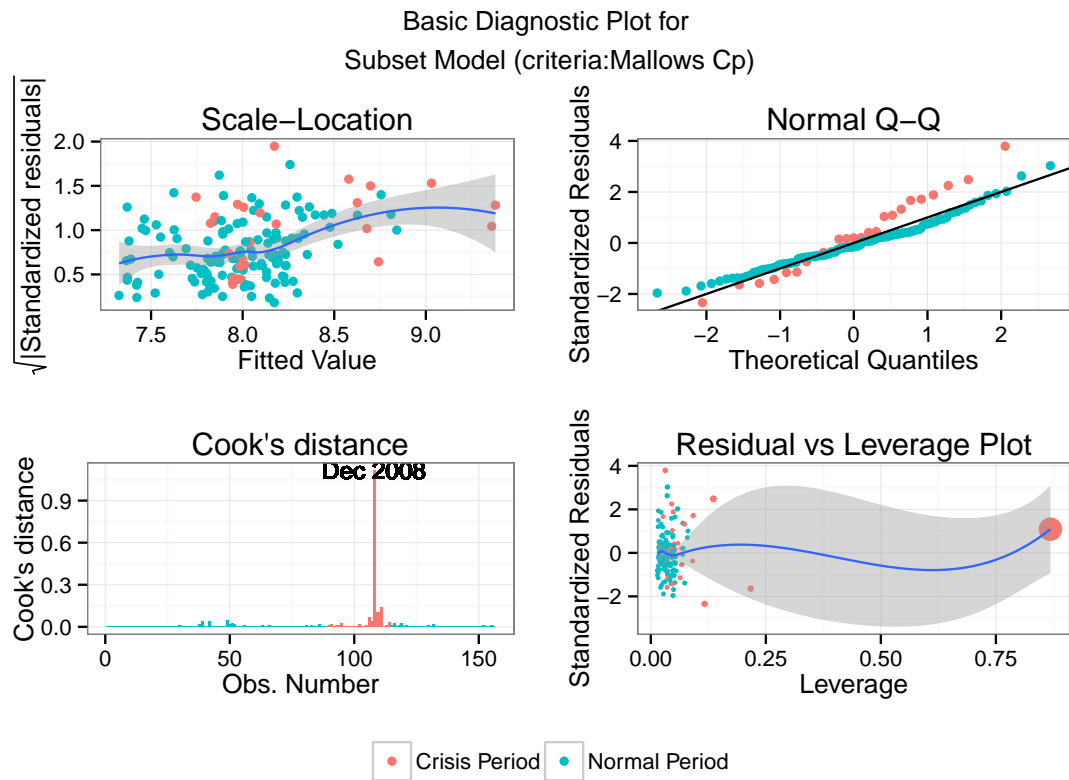 Basic Diagnostic Plot for
Subset Model (criteria:Mallows Cp)
Scale−Location
√|Standardized residuals|
2.0
1.5
1.0
0.5
7.5 8.0 8.5 9.0
Fitted Value
Normal Q−Q
Standardized Residuals
4
2
0
−2
−2 −1 0 1 2
Theoretical Quantiles
Cook's distance
Cook's distance
Dec 2008
0.9
0.6
0.3
0.0
0 50 100 150
Obs. Number
Residual vs Leverage Plot
Standardized Residuals
4
2
0
−2
0.00 0.25 0.50 0.75
Leverage
Crisis Period Normal Period